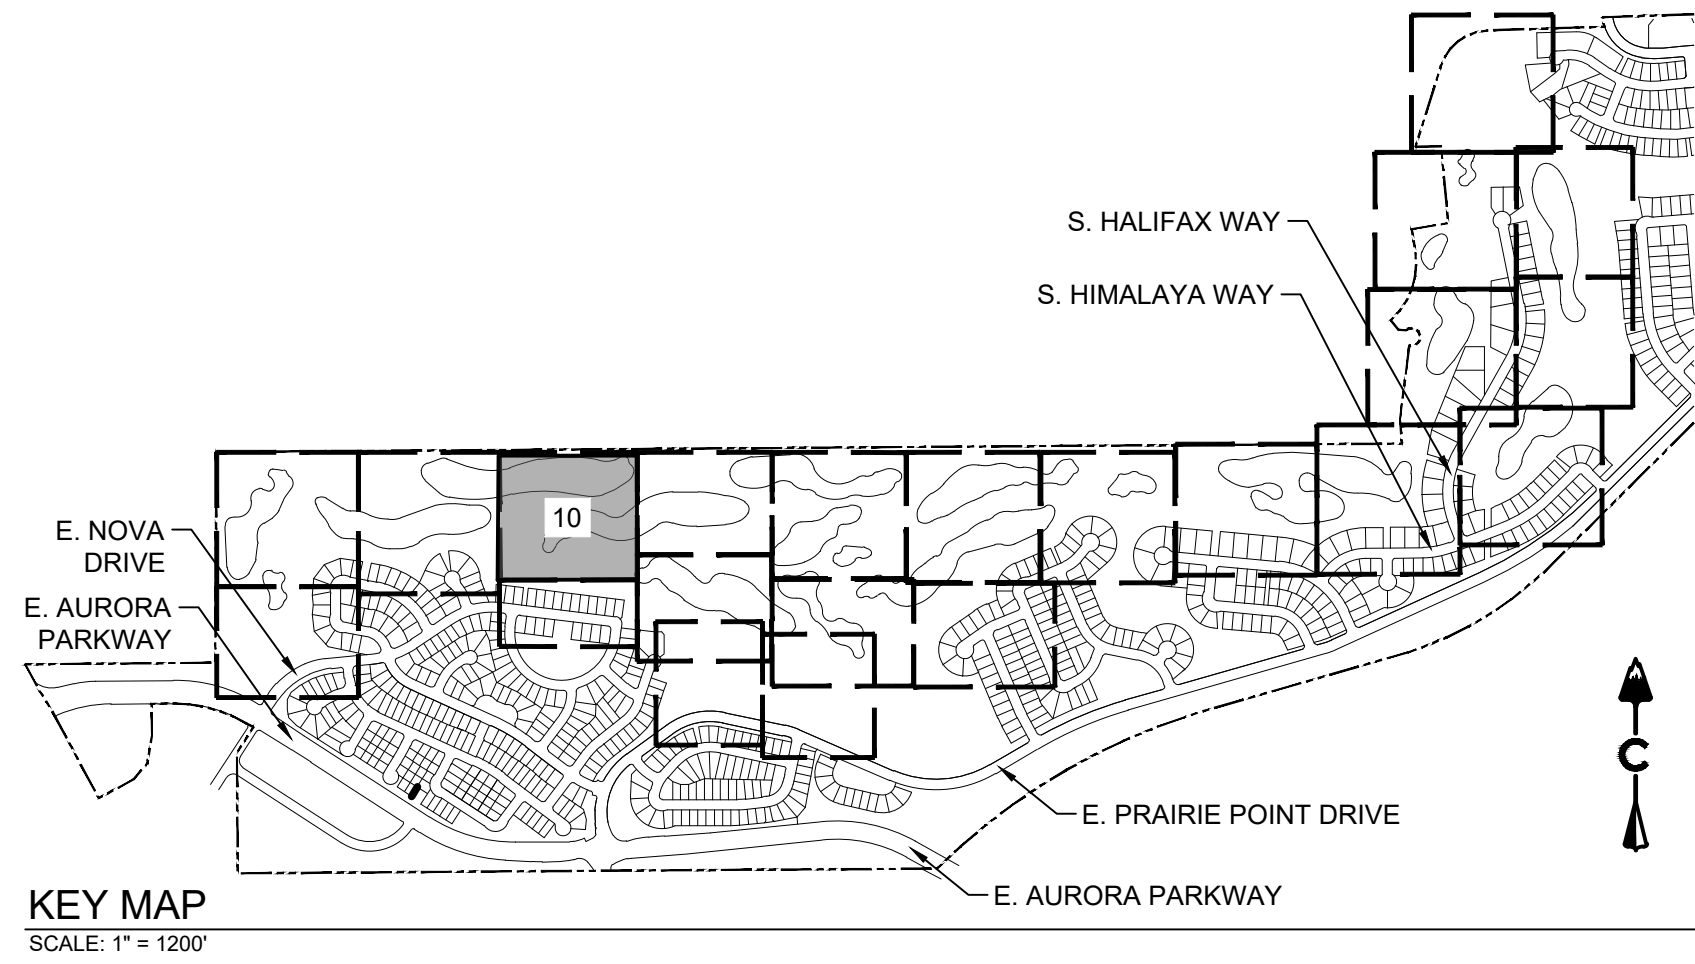 S. HALIFAX WAY
S. HIMALAYA WAY
10
E. NOVA
DRIVE
E. AURORA
PARKWAY
C
E. PRAIRIE POINT DRIVE
E. AURORA PARKWAY
KEY MAP
SCALE: 1" = 1200'